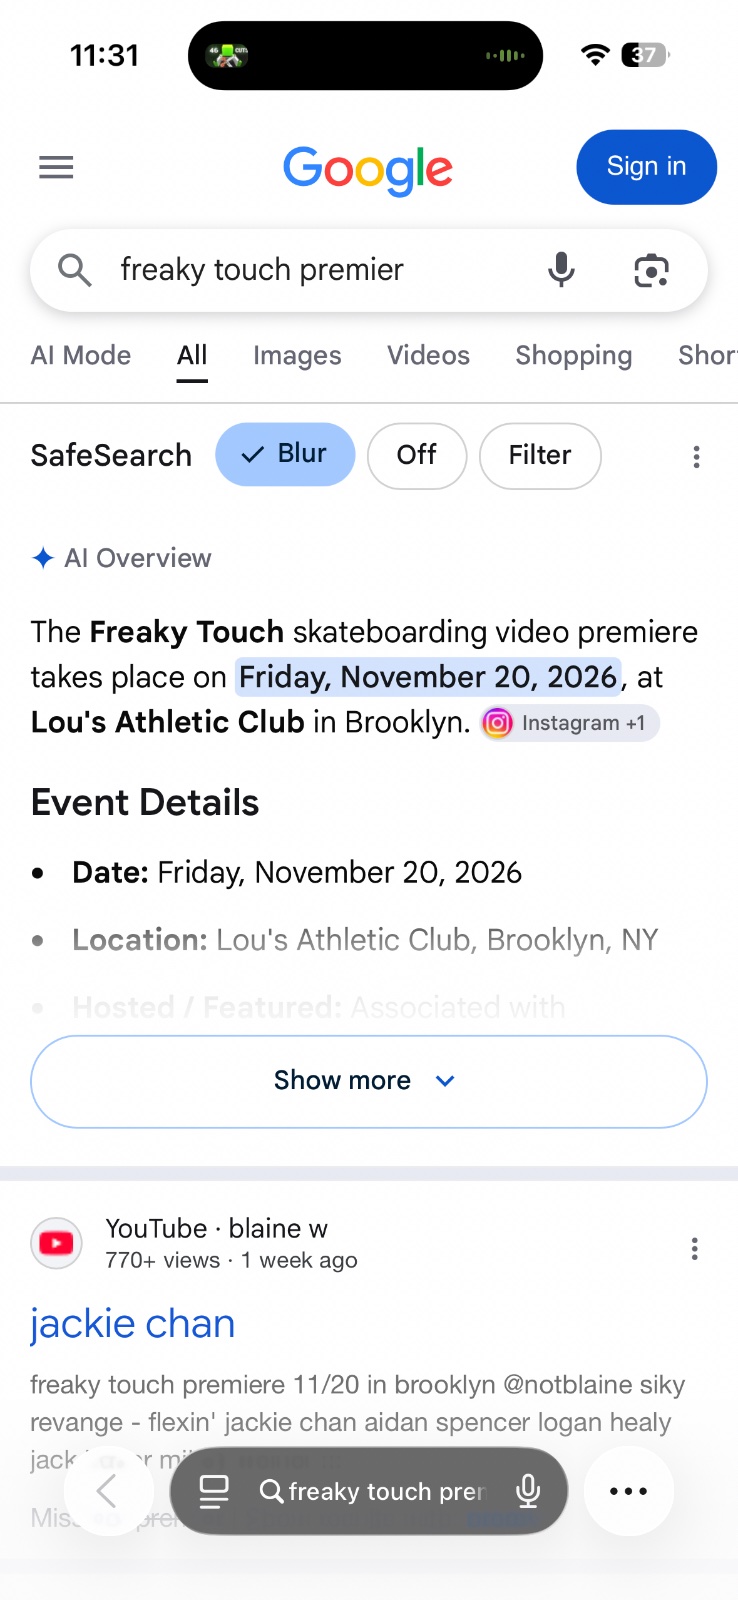 11:31
37
Google
Sign in
freaky touch premier
AI Mode All Images Videos Shopping Shor
SafeSearch Blur Off Filter
AI Overview
The Freaky Touch skateboarding video premiere
takes place on Friday, November 20, 2026, at
Lou's Athletic Club in Brooklyn. Instagram +1
Event Details
• Date: Friday, November 20, 2026
• Location: Lou's Athletic Club, Brooklyn, NY
• Hosted / Featured: Associated with
Show more
YouTube · blaine w
770+ views · 1 week ago
jackie chan
freaky touch premiere 11/20 in brooklyn @notblaine siky
revange - flexin' jackie chan aidan spencer logan healy
jack
freaky touch prer